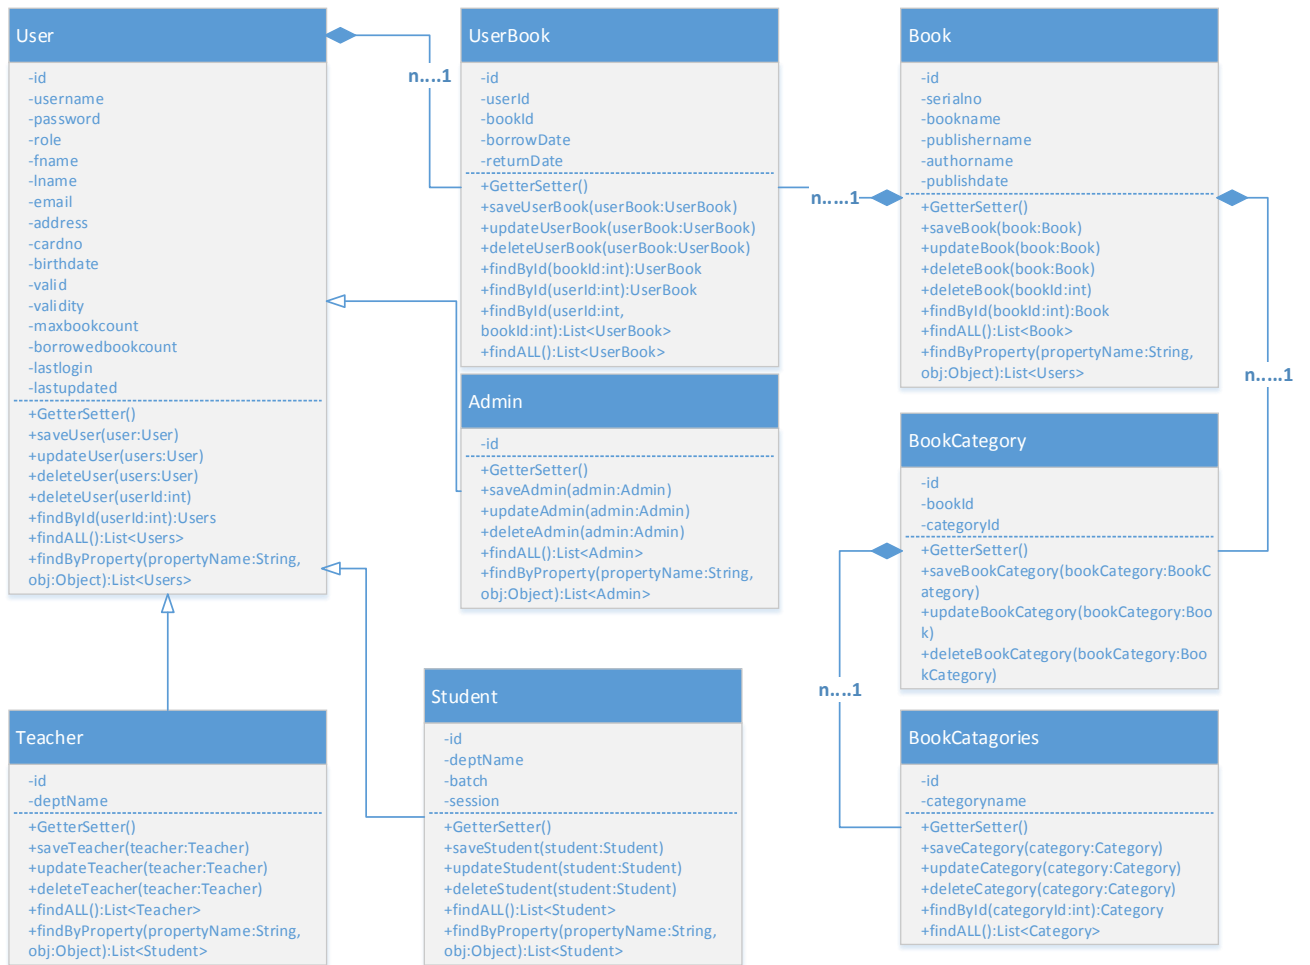 User
-id
-username
-password
-role
-fname
-lname
-email
-address
-cardno
-birthdate
-valid
-validity
-maxbookcount
-borrowedbookcount
-lastlogin
-lastupdated
+GetterSetter()
+saveUser(user:User)
+updateUser(users:User)
+deleteUser(users:User)
+deleteUser(userId:int)
+findById(userId:int):Users
+findALL():List<Users>
+findByProperty(propertyName:String,
obj:Object):List<Users>
n....1
UserBook
-id
-userId
-bookId
-borrowDate
-returnDate
+GetterSetter()
+saveUserBook(userBook:UserBook)
+updateUserBook(userBook:UserBook)
+deleteUserBook(userBook:UserBook)
+findById(bookId:int):UserBook
+findById(userId:int):UserBook
+findById(userId:int,
bookId:int):List<UserBook>
+findALL():List<UserBook>
n.....1
Book
-id
-serialno
-bookname
-publishername
-authorname
-publishdate
+GetterSetter()
+saveBook(book:Book)
+updateBook(book:Book)
+deleteBook(book:Book)
+deleteBook(bookId:int)
+findById(bookId:int):Book
+findALL():List<Book>
+findByProperty(propertyName:String,
obj:Object):List<Users>
n.....1
Admin
-id
+GetterSetter()
+saveAdmin(admin:Admin)
+updateAdmin(admin:Admin)
+deleteAdmin(admin:Admin)
+findALL():List<Admin>
+findByProperty(propertyName:String,
obj:Object):List<Admin>
BookCategory
-id
-bookId
-categoryId
+GetterSetter()
+saveBookCategory(bookCategory:BookC
ategory)
+updateBookCategory(bookCategory:Boo
k)
+deleteBookCategory(bookCategory:Boo
kCategory)
n....1
Teacher
-id
-deptName
+GetterSetter()
+saveTeacher(teacher:Teacher)
+updateTeacher(teacher:Teacher)
+deleteTeacher(teacher:Teacher)
+findALL():List<Teacher>
+findByProperty(propertyName:String,
obj:Object):List<Student>
Student
-id
-deptName
-batch
-session
+GetterSetter()
+saveStudent(student:Student)
+updateStudent(student:Student)
+deleteStudent(student:Student)
+findALL():List<Student>
+findByProperty(propertyName:String,
obj:Object):List<Student>
BookCatagories
-id
-categoryname
+GetterSetter()
+saveCategory(category:Category)
+updateCategory(category:Category)
+deleteCategory(category:Category)
+findById(categoryId:int):Category
+findALL():List<Category>